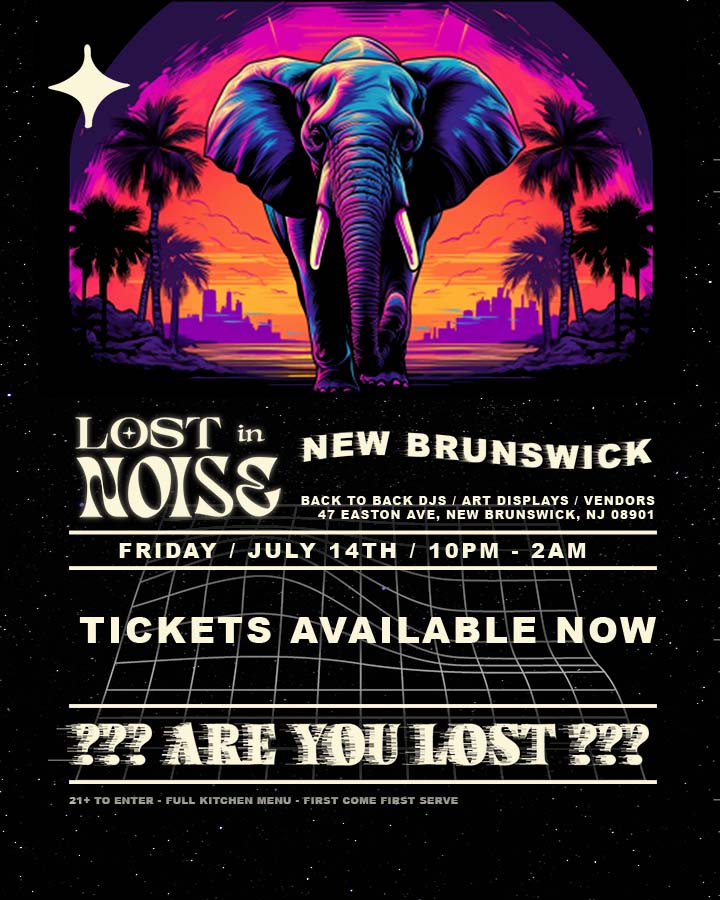 LOST in
NOISE
NEW BRUNSWICK
BACK TO BACK DJS / ART DISPLAYS / VENDORS
47 EASTON AVE, NEW BRUNSWICK, NJ 08901
FRIDAY / JULY 14TH / 10PM - 2AM
TICKETS AVAILABLE NOW
??? ARE YOU LOST ???
21+ TO ENTER - FULL KITCHEN MENU - FIRST COME FIRST SERVE